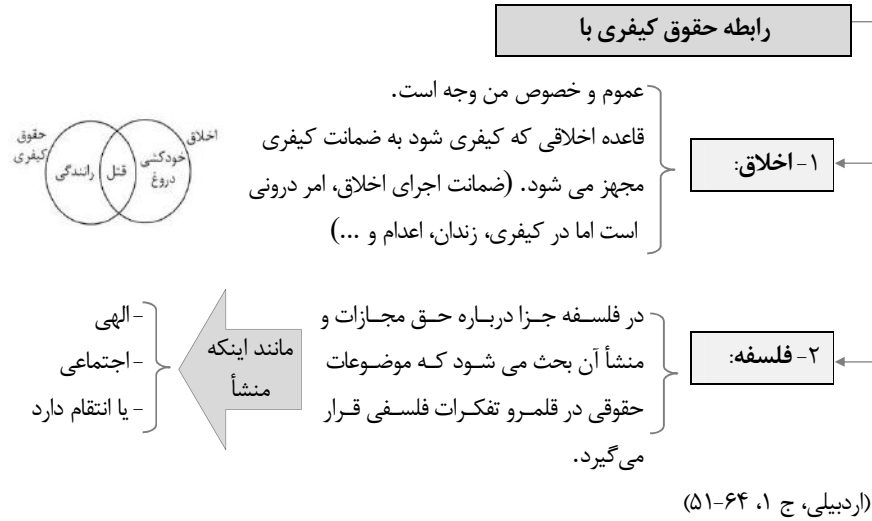 رابطه حقوق کیفری با
۱- اخلاق:
عموم و خصوص من وجه است.
قاعده اخلاقی که کیفری شود به ضمانت کیفری
مجهز می شود. (ضمانت اجرای اخلاق، امر درونی
است اما در کیفری، زندان، اعدام و ...)
اخلاق
خودکشی
دروغ
قتل
رانندگی
حقوق
کیفری
۲- فلسفه:
در فلسفه جزا درباره حق مجازات و
منشأ آن بحث می شود که موضوعات
حقوقی در قلمرو تفکرات فلسفی قرار
می‌گیرد.
مانند اینکه
منشأ
- الهی
- اجتماعی
- یا انتقام دارد
(اردبیلی، ج ۱، ۶۴-۵۱)